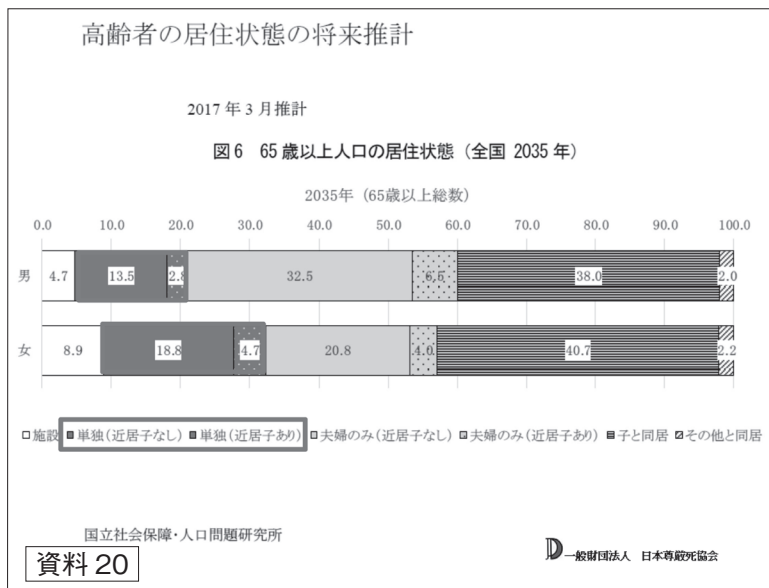 高齢者の居住状態の将来推計
2017年3月推計
図6 65歳以上人口の居住状態（全国 2035年）
2035年（65歳以上総数）
0.0 10.0 20.0 30.0 40.0 50.0 60.0 70.0 80.0 90.0 100.0
男 4.7 13.5 2.8 32.5 6.5 38.0 2.0
女 8.9 18.8 4.7 20.8 4.0 40.7 2.2
施設 単独（近居子なし） 単独（近居子あり） 夫婦のみ（近居子なし） 夫婦のみ（近居子あり） 子と同居 その他と同居
国立社会保障・人口問題研究所
一般財団法人 日本尊厳死協会
資料20